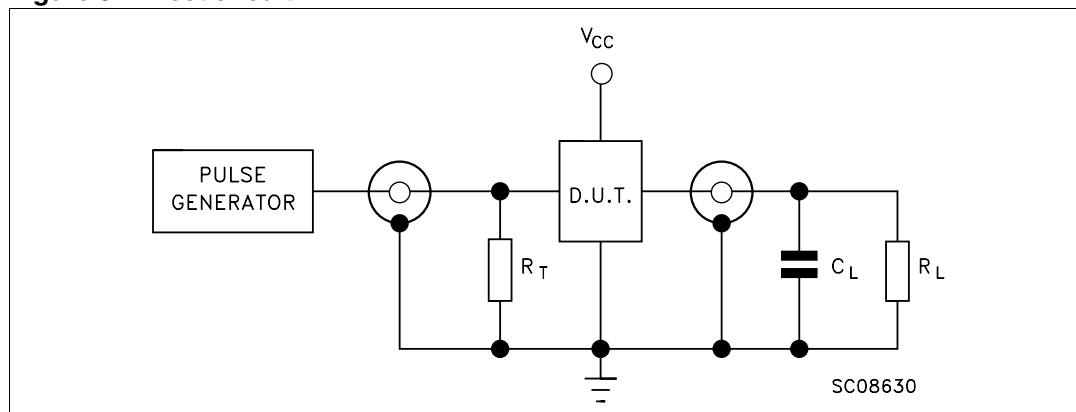 V_CC
PULSE
GENERATOR
D.U.T.
R_T
C_L
R_L
SC08630